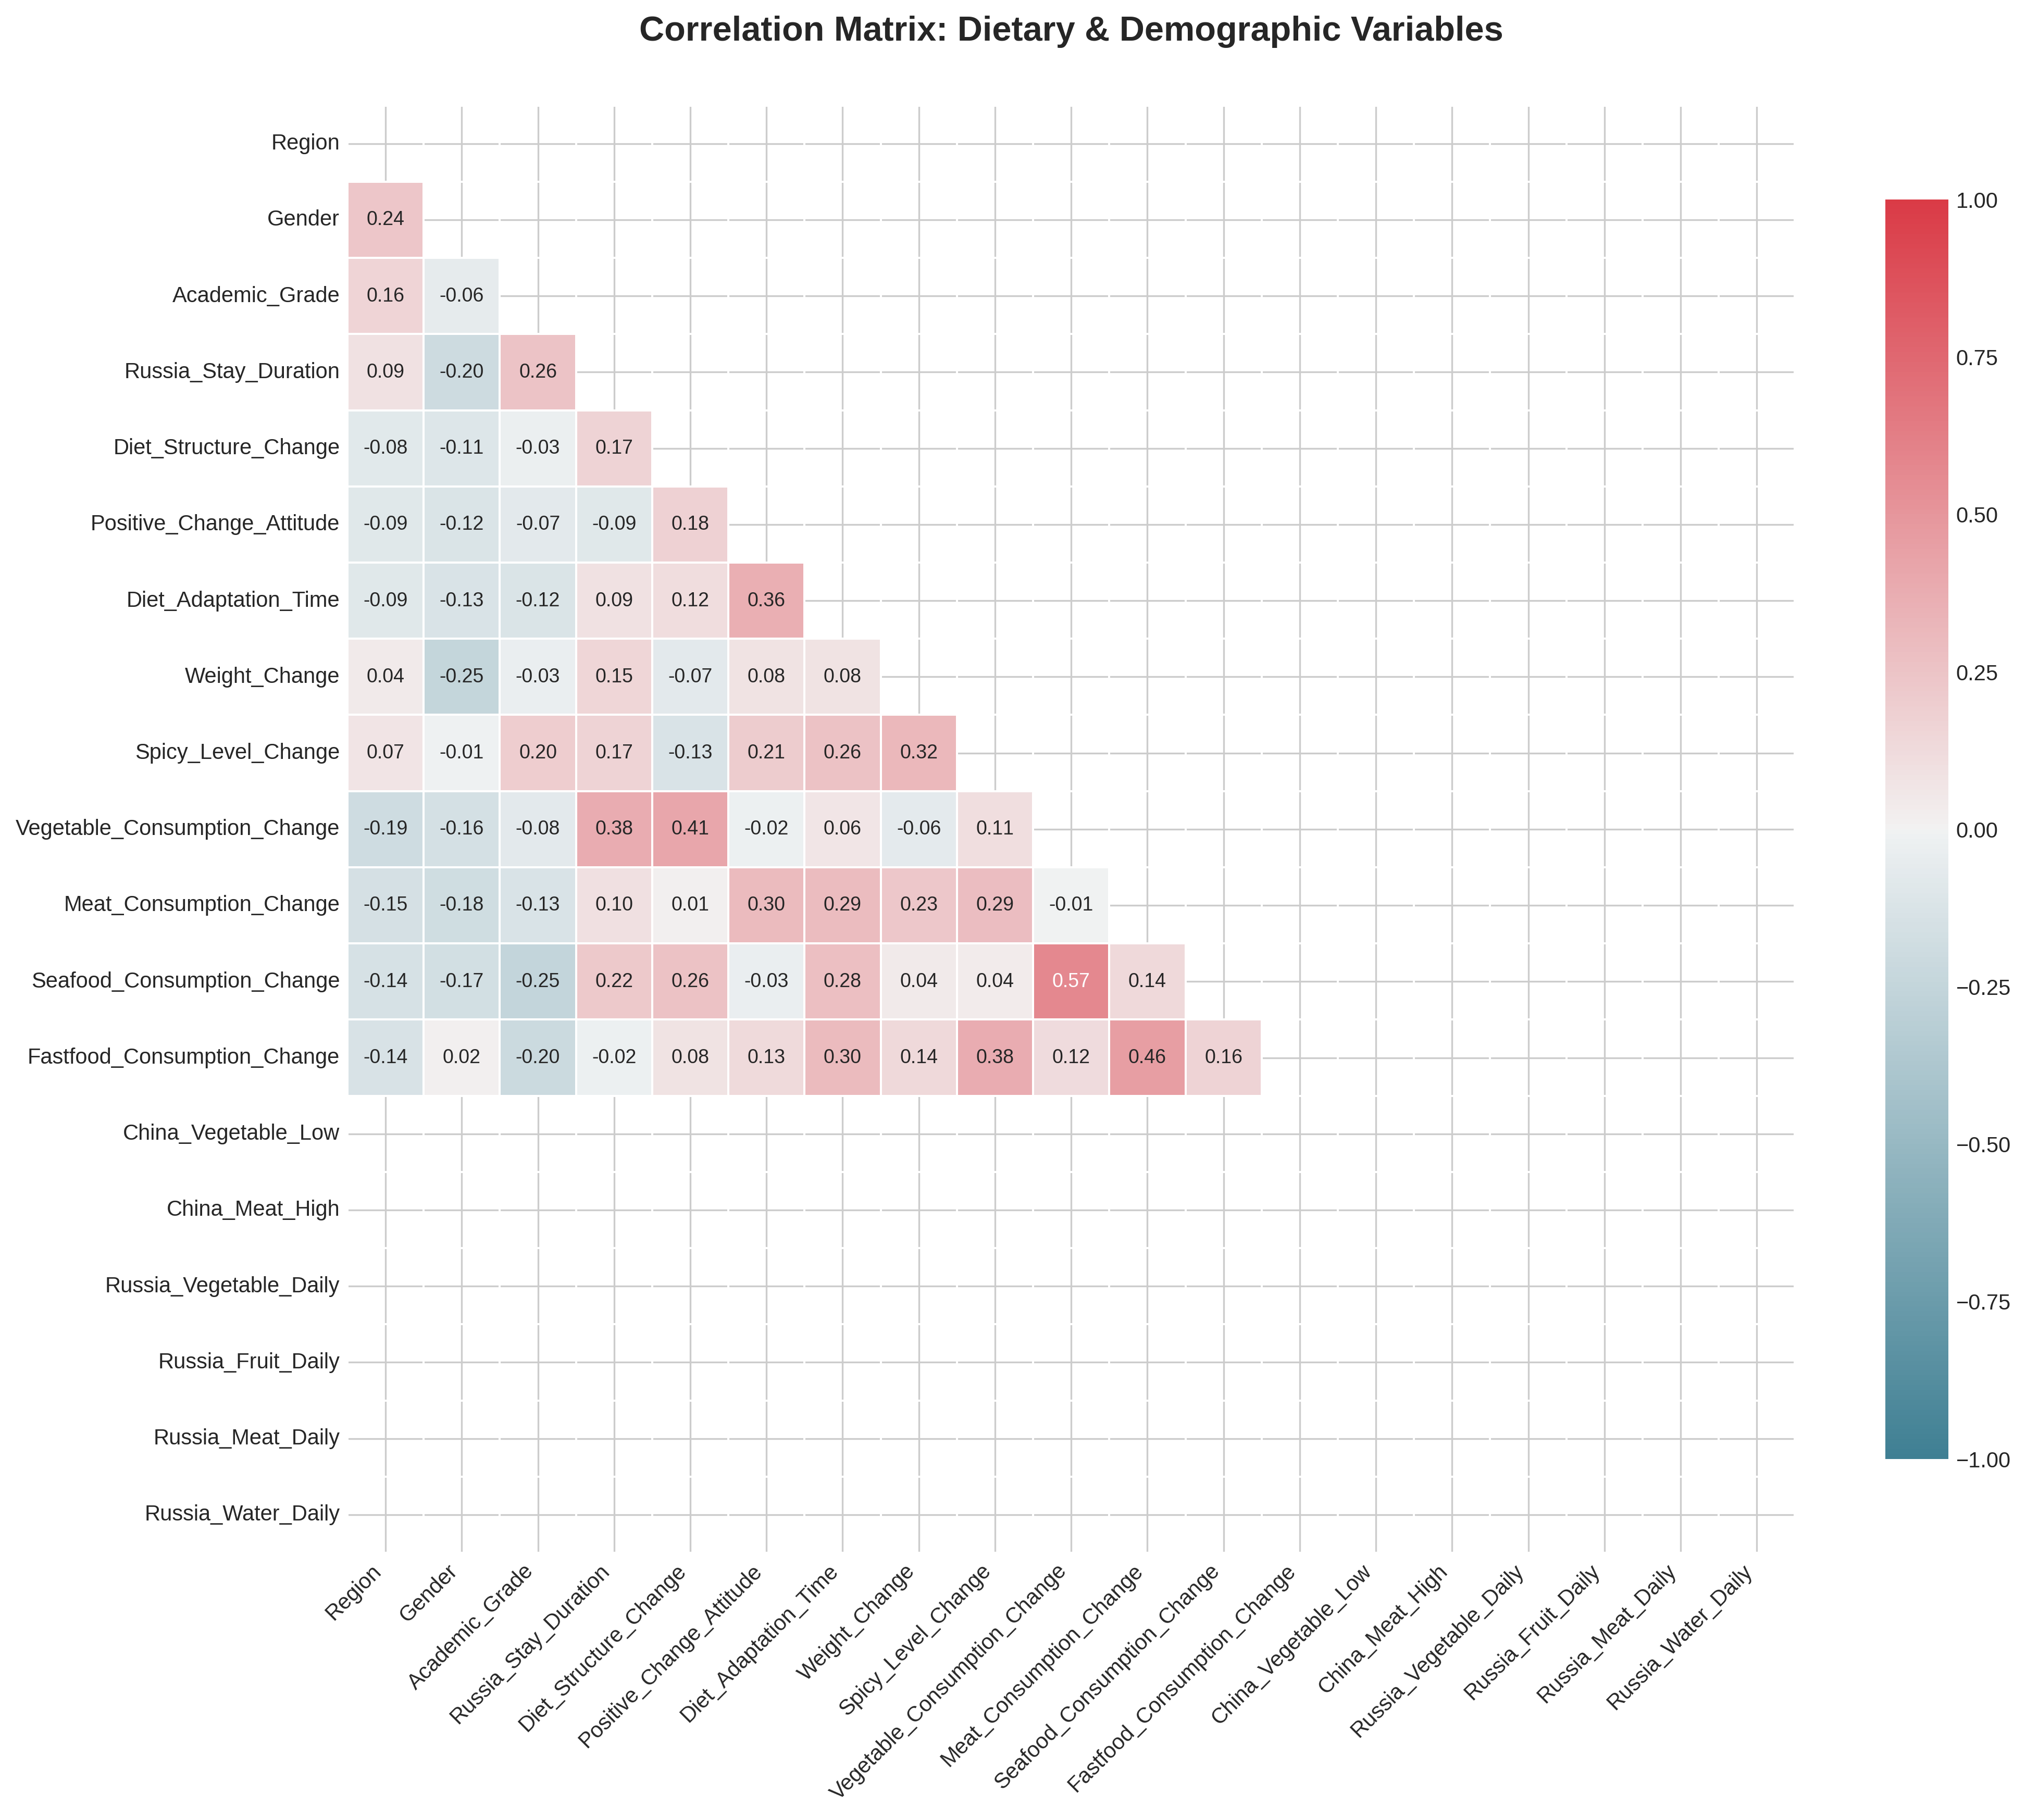 Correlation Matrix: Dietary & Demographic Variables
Region
Gender 0.24
Academic_Grade 0.16 -0.06
Russia_Stay_Duration 0.09 -0.20 0.26
Diet_Structure_Change -0.08 -0.11 -0.03 0.17
Positive_Change_Attitude -0.09 -0.12 -0.07 -0.09 0.18
Diet_Adaptation_Time -0.09 -0.13 -0.12 0.09 0.12 0.36
Weight_Change 0.04 -0.25 -0.03 0.15 -0.07 0.08 0.08
Spicy_Level_Change 0.07 -0.01 0.20 0.17 -0.13 0.21 0.26 0.32
Vegetable_Consumption_Change -0.19 -0.16 -0.08 0.38 0.41 -0.02 0.06 -0.06 0.11
Meat_Consumption_Change -0.15 -0.18 -0.13 0.10 0.01 0.30 0.29 0.23 0.29 -0.01
Seafood_Consumption_Change -0.14 -0.17 -0.25 0.22 0.26 -0.03 0.28 0.04 0.04 0.57 0.14
Fastfood_Consumption_Change -0.14 0.02 -0.20 -0.02 0.08 0.13 0.30 0.14 0.38 0.12 0.46 0.16
China_Vegetable_Low
China_Meat_High
Russia_Vegetable_Daily
Russia_Fruit_Daily
Russia_Meat_Daily
Russia_Water_Daily
Region
Gender
Academic_Grade
Russia_Stay_Duration
Diet_Structure_Change
Positive_Change_Attitude
Diet_Adaptation_Time
Weight_Change
Spicy_Level_Change
Vegetable_Consumption_Change
Meat_Consumption_Change
Seafood_Consumption_Change
Fastfood_Consumption_Change
China_Vegetable_Low
China_Meat_High
Russia_Vegetable_Daily
Russia_Fruit_Daily
Russia_Meat_Daily
Russia_Water_Daily
1.00
0.75
0.50
0.25
0.00
−0.25
−0.50
−0.75
−1.00